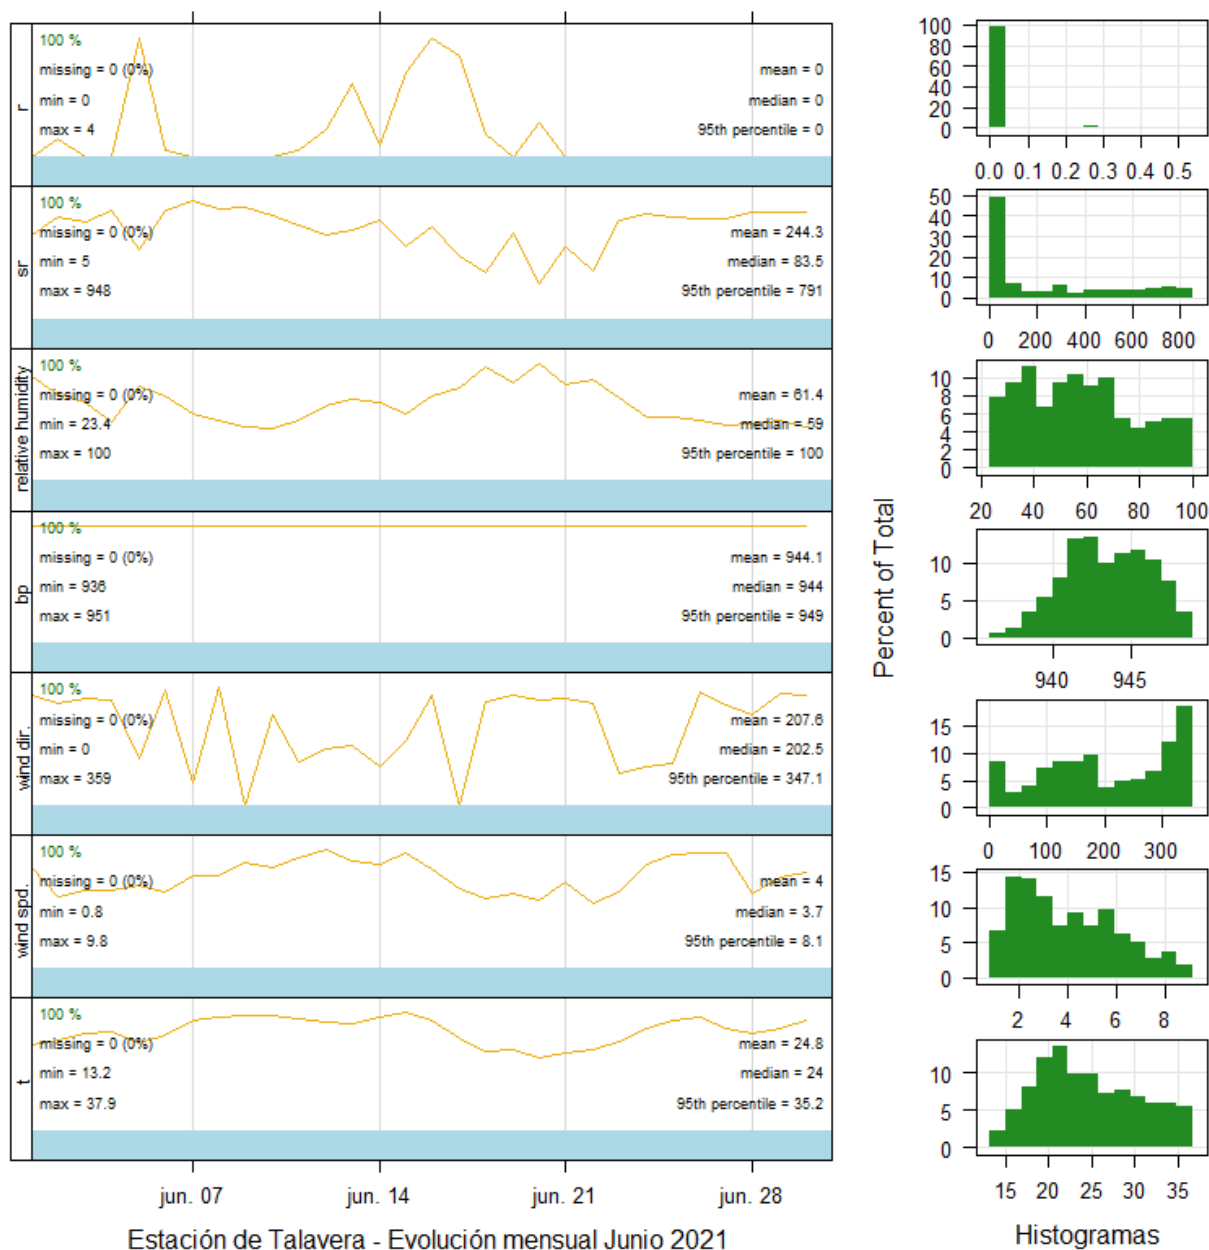 r
100 %
missing = 0 (0%)
min = 0
max = 4
mean = 0
median = 0
95th percentile = 0
sr
100 %
missing = 0 (0%)
min = 5
max = 948
mean = 244.3
median = 83.5
95th percentile = 791
relative humidity
100 %
missing = 0 (0%)
min = 23.4
max = 100
mean = 61.4
median = 59
95th percentile = 100
bp
100 %
missing = 0 (0%)
min = 936
max = 951
mean = 944.1
median = 944
95th percentile = 949
wind dir.
100 %
missing = 0 (0%)
min = 0
max = 359
mean = 207.6
median = 202.5
95th percentile = 347.1
wind spd.
100 %
missing = 0 (0%)
min = 0.8
max = 9.8
mean = 4
median = 3.7
95th percentile = 8.1
t
100 %
missing = 0 (0%)
min = 13.2
max = 37.9
mean = 24.8
median = 24
95th percentile = 35.2
jun. 07 jun. 14 jun. 21 jun. 28
Estación de Talavera - Evolución mensual Junio 2021
Percent of Total
100
80
60
40
20
0
0.0 0.1 0.2 0.3 0.4 0.5
50
40
30
20
10
0
0 200 400 600 800
10
8
6
4
2
0
20 40 60 80 100
10
5
0
940 945
15
10
5
0
0 100 200 300
15
10
5
0
2 4 6 8
10
5
0
15 20 25 30 35
Histogramas